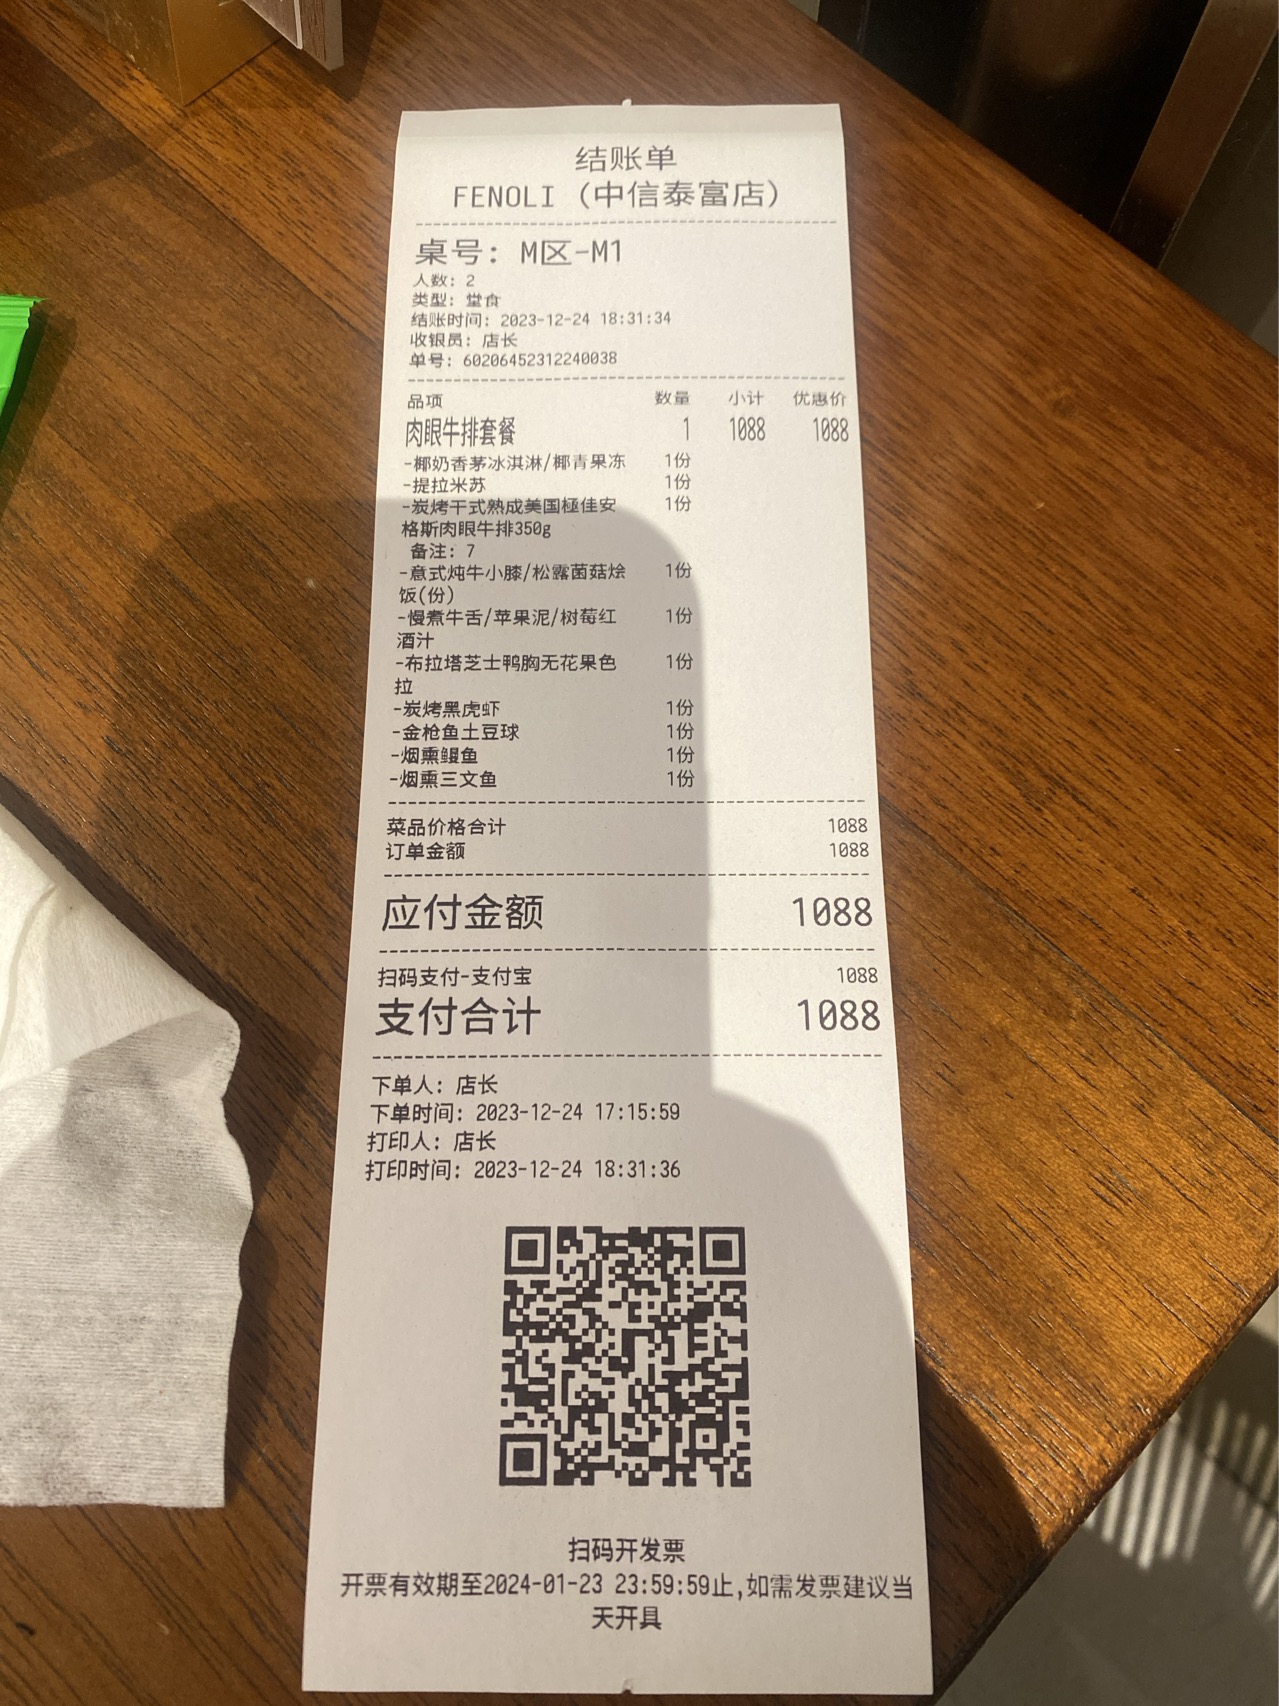 结账单
FENOLI (中信泰富店)
桌号: M区-M1
人数: 2
类型: 堂食
结账时间: 2023-12-24 18:31:34
收银员: 店长
单号: 60206452312240038
品项 数量 小计 优惠价
肉眼牛排套餐 1 1088 1088
-椰奶香茅冰淇淋/椰青果冻 1份
-提拉米苏 1份
-炭烤干式熟成美国極佳安 1份
格斯肉眼牛排350g
备注: 7
-意式炖牛小膝/松露菌菇烩 1份
饭(份)
-慢煮牛舌/苹果泥/树莓红 1份
酒汁
-布拉塔芝士鸭胸无花果色 1份
拉
-炭烤黑虎虾 1份
-金枪鱼土豆球 1份
-烟熏鳗鱼 1份
-烟熏三文鱼 1份
菜品价格合计 1088
订单金额 1088
应付金额 1088
扫码支付-支付宝 1088
支付合计 1088
下单人: 店长
下单时间: 2023-12-24 17:15:59
打印人: 店长
打印时间: 2023-12-24 18:31:36
扫码开发票
开票有效期至2024-01-23 23:59:59止,如需发票建议当
天开具